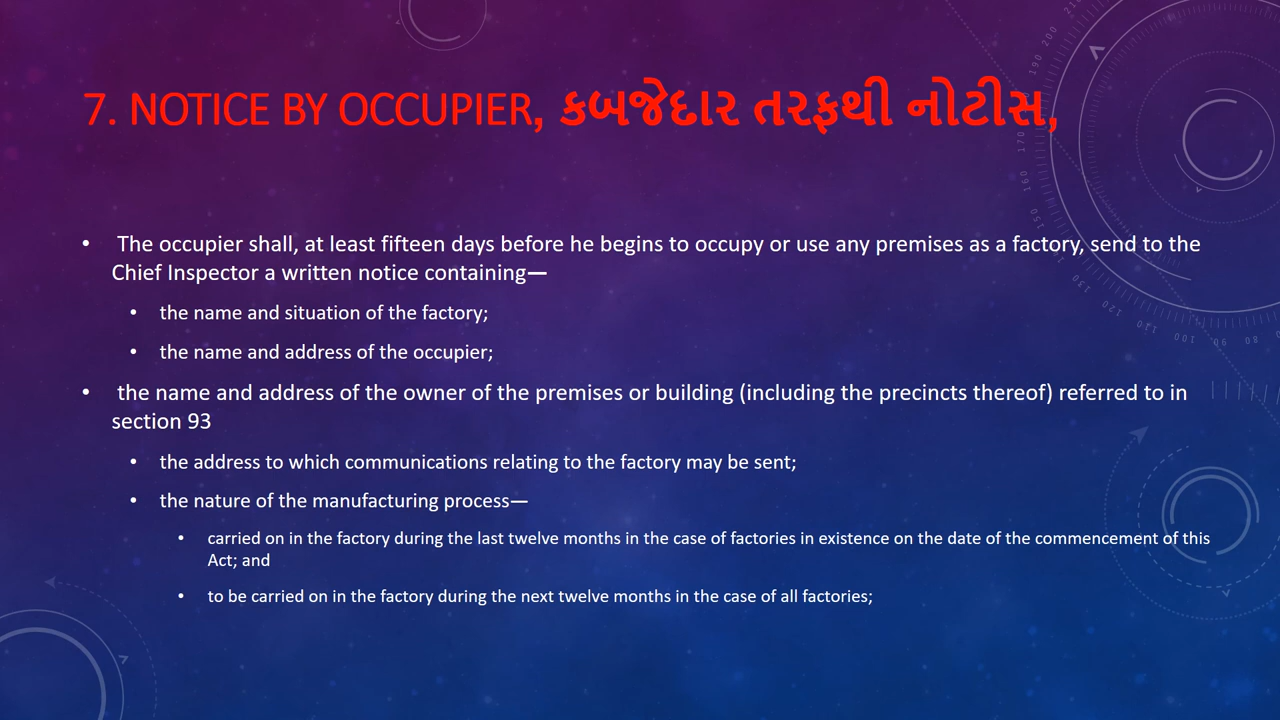 7. NOTICE BY OCCUPIER, કબજેદાર તરફથી નોટીસ,
• The occupier shall, at least fifteen days before he begins to occupy or use any premises as a factory, send to the
Chief Inspector a written notice containing—
• the name and situation of the factory;
• the name and address of the occupier;
• the name and address of the owner of the premises or building (including the precincts thereof) referred to in
section 93
• the address to which communications relating to the factory may be sent;
• the nature of the manufacturing process—
• carried on in the factory during the last twelve months in the case of factories in existence on the date of the commencement of this
Act; and
• to be carried on in the factory during the next twelve months in the case of all factories;